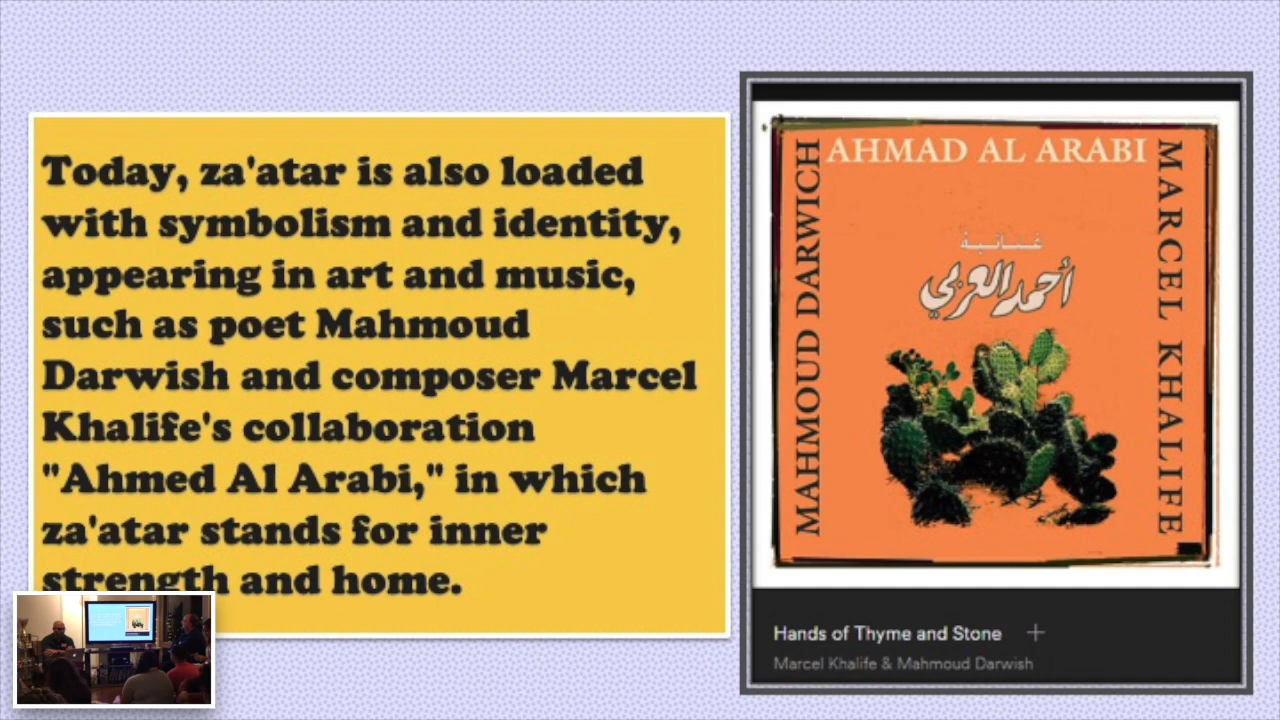 Today, za'atar is also loaded
with symbolism and identity,
appearing in art and music,
such as poet Mahmoud
Darwish and composer Marcel
Khalife's collaboration
"Ahmed Al Arabi," in which
za'atar stands for inner
strength and home.
AHMAD AL ARABI
MAHMOUD DARWICH
MARCEL KHALIFE
غنائية
أحمد العربي
Hands of Thyme and Stone +
Marcel Khalife & Mahmoud Darwish